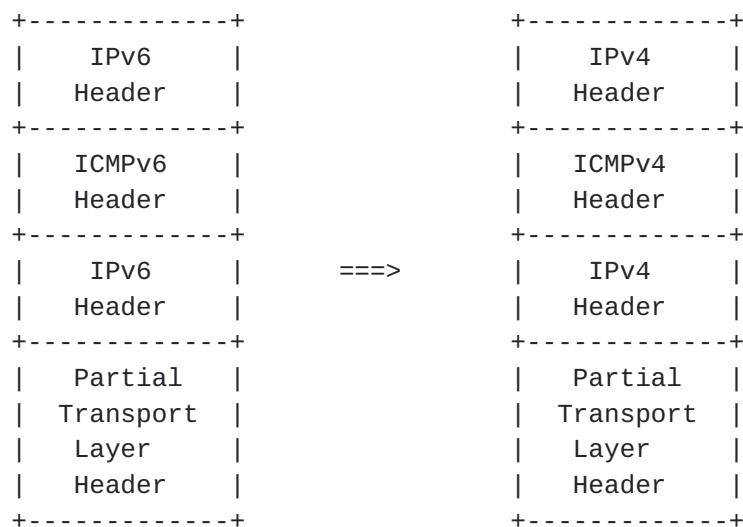 +-------------+                 +-------------+
|    IPv6     |                 |    IPv4     |
|   Header    |                 |   Header    |
+-------------+                 +-------------+
|   ICMPv6    |                 |   ICMPv4    |
|   Header    |                 |   Header    |
+-------------+                 +-------------+
|    IPv6     |      ===>       |    IPv4     |
|   Header    |                 |   Header    |
+-------------+                 +-------------+
|   Partial   |                 |   Partial   |
|  Transport  |                 |  Transport  |
|   Layer     |                 |   Layer     |
|   Header    |                 |   Header    |
+-------------+                 +-------------+